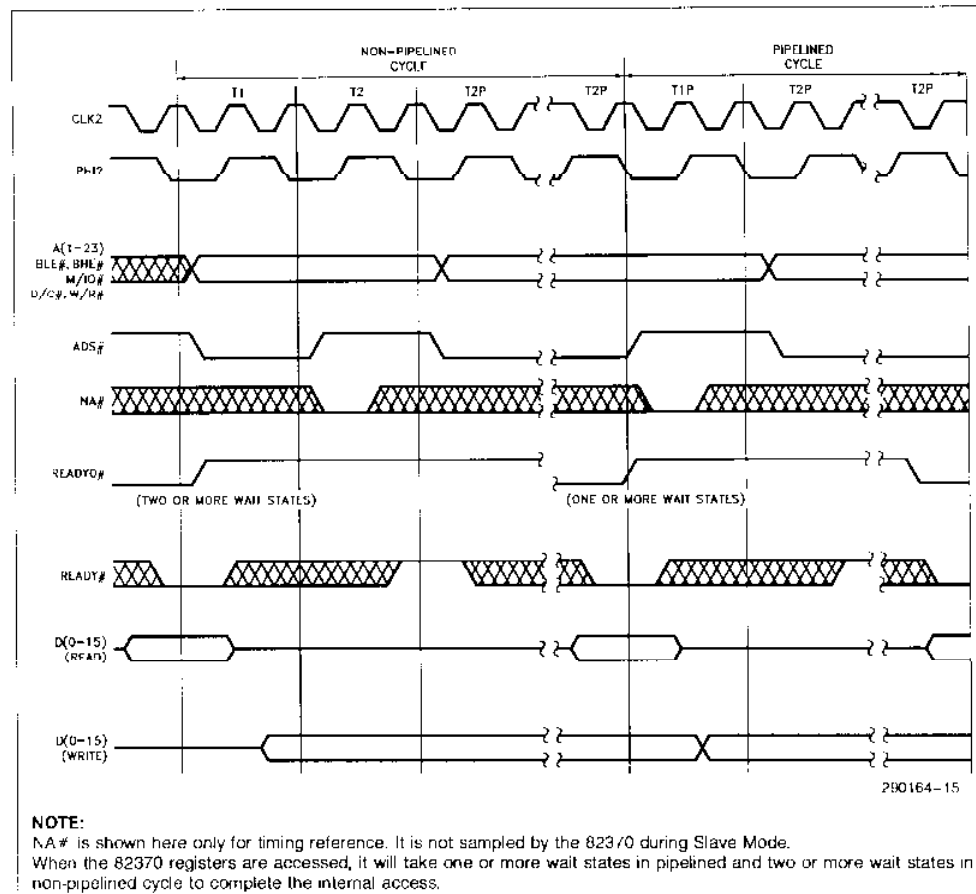 NON-PIPELINED
CYCLE
PIPELINED
CYCLE
T1 T2 T2P T2P T1P T2P T2P
CLK2
PHI2
A(1-23)
BLE#, BHE#
M/IO#
D/C#, W/R#
ADS#
NA#
READYO#
(TWO OR MORE WAIT STATES) (ONE OR MORE WAIT STATES)
READY#
D(0-15)
(READ)
D(0-15)
(WRITE)
290164-15
NOTE:
NA# is shown here only for timing reference. It is not sampled by the 82370 during Slave Mode.
When the 82370 registers are accessed, it will take one or more wait states in pipelined and two or more wait states in
non-pipelined cycle to complete the internal access.